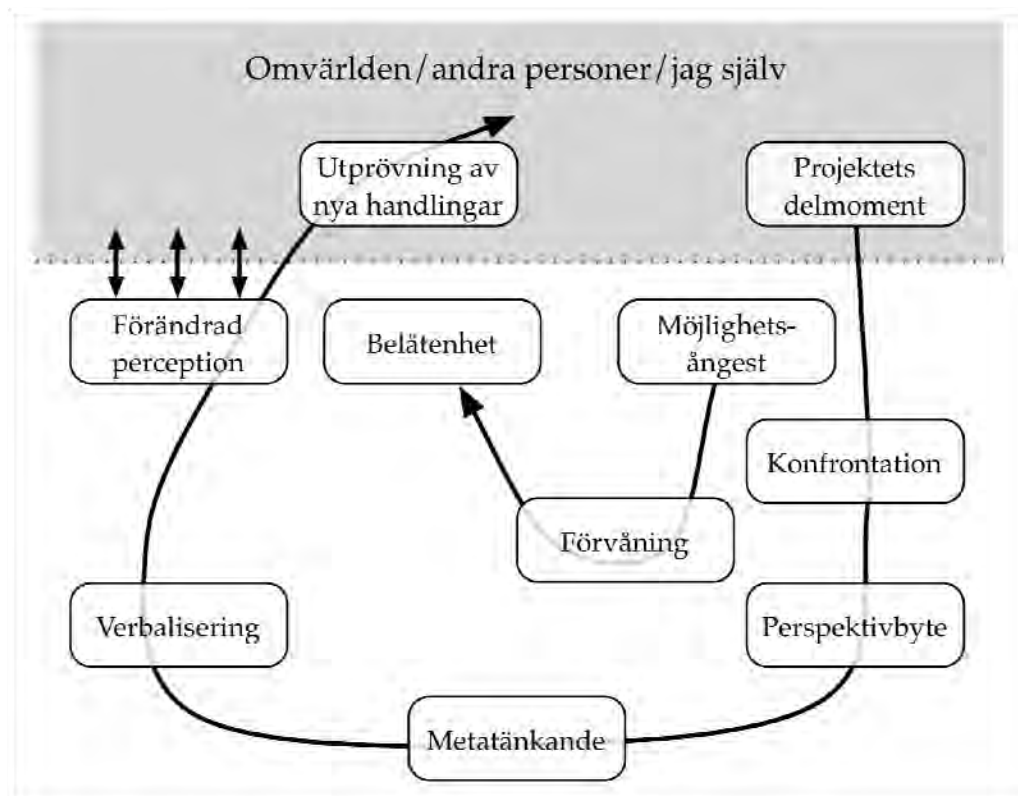 Omvärlden/andra personer/jag själv
Utprövning av
nya handlingar
Projektets
delmoment
Förändrad
perception
Belåtenhet
Möjlighets-
ångest
Konfrontation
Förvåning
Verbalisering
Perspektivbyte
Metatänkande